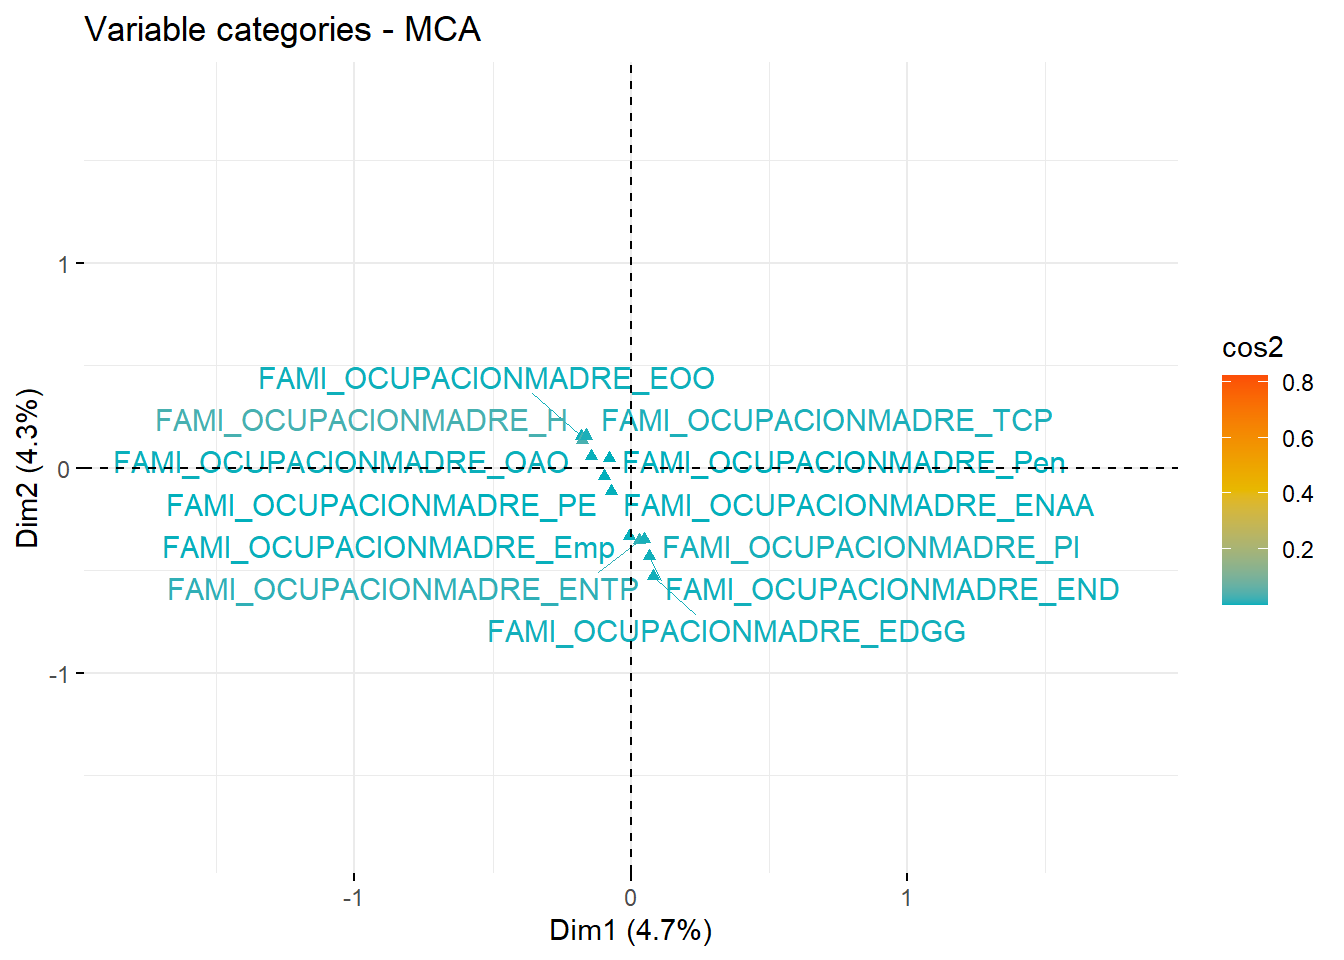 Variable categories - MCA
FAMI_OCUPACIONMADRE_EOO
FAMI_OCUPACIONMADRE_H
FAMI_OCUPACIONMADRE_TCP
FAMI_OCUPACIONMADRE_OAO
FAMI_OCUPACIONMADRE_Pen
FAMI_OCUPACIONMADRE_PE
FAMI_OCUPACIONMADRE_ENAA
FAMI_OCUPACIONMADRE_Emp
FAMI_OCUPACIONMADRE_PI
FAMI_OCUPACIONMADRE_ENTP
FAMI_OCUPACIONMADRE_END
FAMI_OCUPACIONMADRE_EDGG
1
0
-1
Dim2 (4.3%)
-1
0
1
Dim1 (4.7%)
cos2
0.8
0.6
0.4
0.2